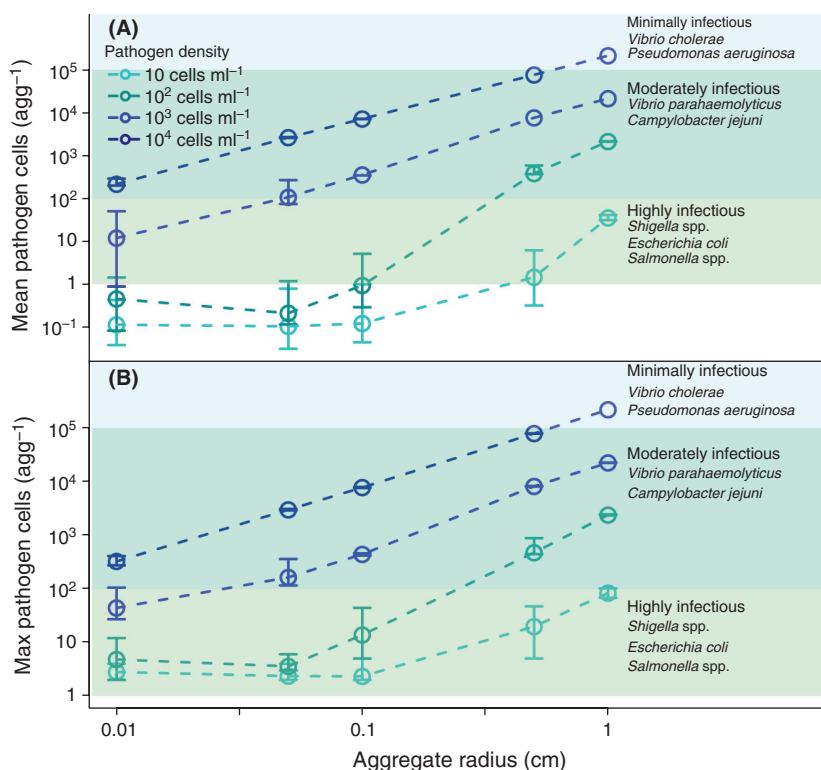 (A)
Pathogen density
10 cells ml⁻¹
10² cells ml⁻¹
10³ cells ml⁻¹
10⁴ cells ml⁻¹
Minimally infectious
Vibrio cholerae
Pseudomonas aeruginosa
Moderately infectious
Vibrio parahaemolyticus
Campylobacter jejuni
Highly infectious
Shigella spp.
Escherichia coli
Salmonella spp.
Mean pathogen cells (agg⁻¹)
10⁵
10⁴
10³
10²
10
1
10⁻¹
(B)
Minimally infectious
Vibrio cholerae
Pseudomonas aeruginosa
Moderately infectious
Vibrio parahaemolyticus
Campylobacter jejuni
Highly infectious
Shigella spp.
Escherichia coli
Salmonella spp.
Max pathogen cells (agg⁻¹)
10⁵
10⁴
10³
10²
10
1
0.01
0.1
1
Aggregate radius (cm)